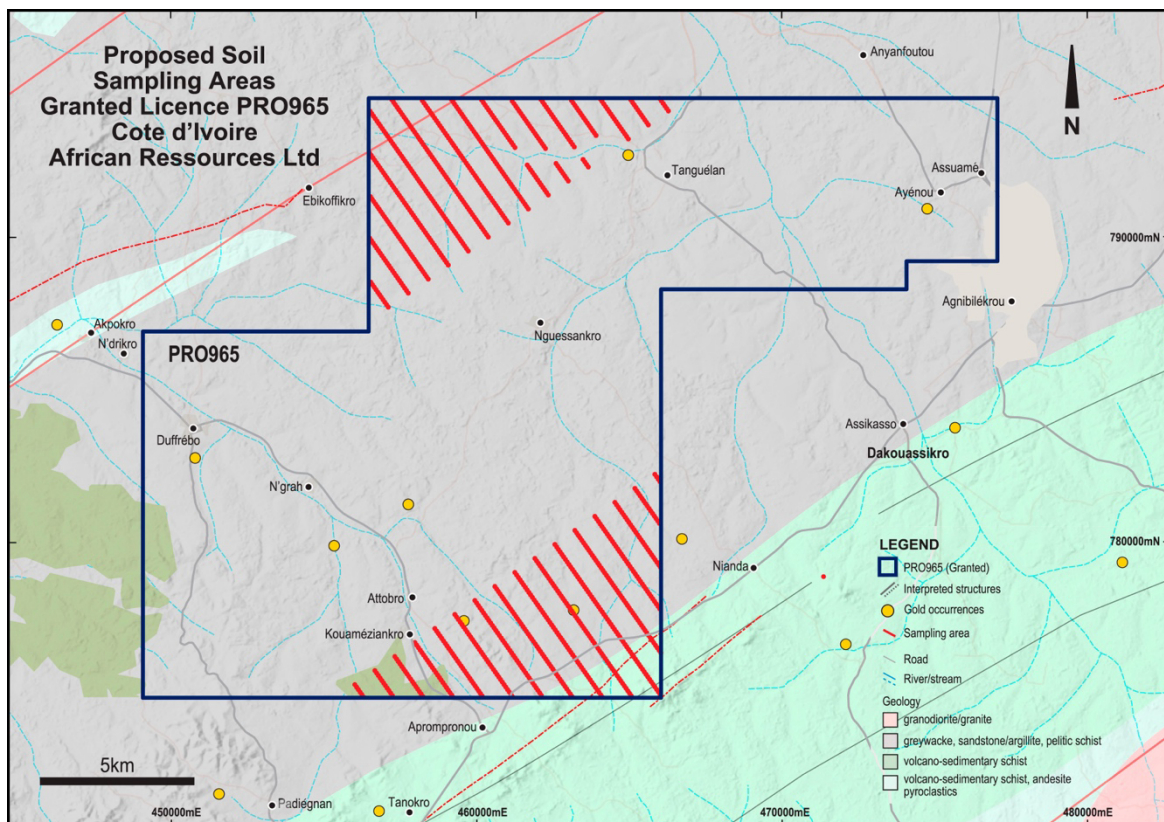 Proposed Soil
Sampling Areas
Granted Licence PRO965
Cote d'Ivoire
African Ressources Ltd
Anyanfoutou
N
Assuamé
Tanguélan
Ayénou
Ebikoffikro
790000mN
Agnibilékrou
Akpokro
N'drikro
Nguessankro
PRO965
Duffrébo
Assikasso
Dakouassikro
N'grah
780000mN
Nianda
Attobro
Kouaméziankro
Aprompronou
LEGEND
PRO965 (Granted)
Interpreted structures
Gold occurrences
Sampling area
Road
River/stream
Geology
granodiorite/granite
greywacke, sandstone/argillite, pelitic schist
volcano-sedimentary schist
volcano-sedimentary schist, andesite
pyroclastics
5km
Padiégnan
Tanokro
450000mE
460000mE
470000mE
480000mE